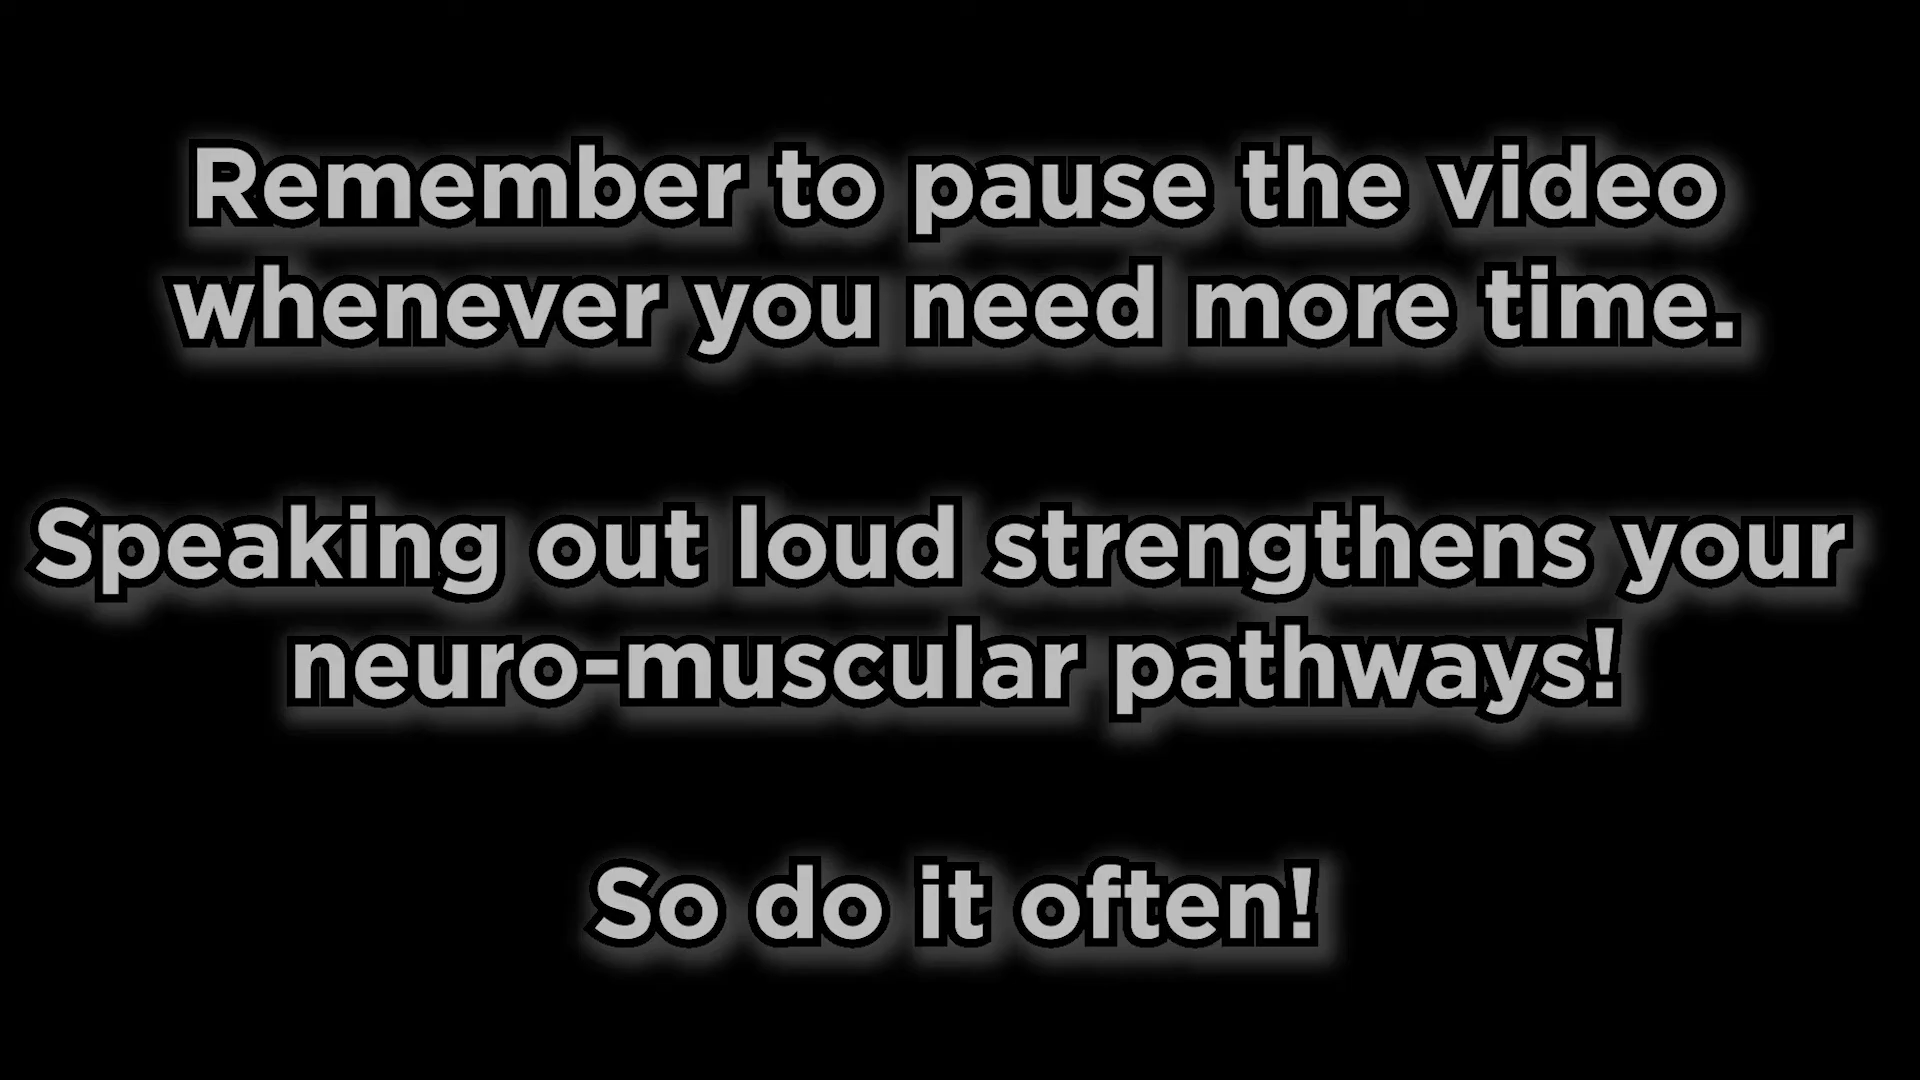 Remember to pause the video
whenever you need more time.
Speaking out loud strengthens your
neuro-muscular pathways!
So do it often!